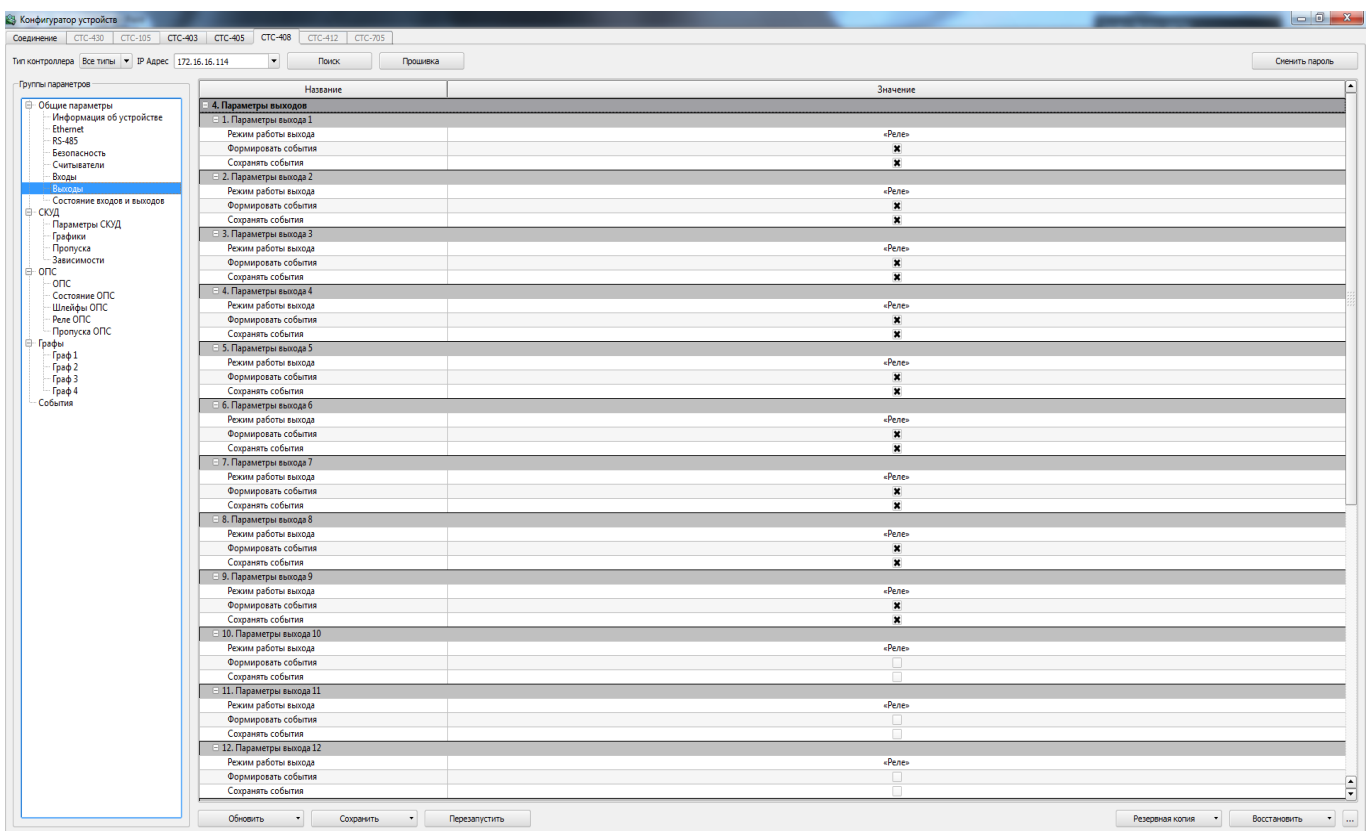 Конфигуратор устройств
Соединение СТС-430 СТС-105 СТС-403 СТС-405 СТС-408 СТС-412 СТС-705
Тип контроллера Все типы IP Адрес 172.16.16.114 Поиск Прошивка Сменить пароль
Группы параметров
Общие параметры
Информация об устройстве
Ethernet
RS-485
Безопасность
Считыватели
Входы
Выходы
Состояние входов и выходов
СКУД
Параметры СКУД
Графики
Пропуска
Зависимости
ОПС
ОПС
Состояние ОПС
Шлейфы ОПС
Реле ОПС
Пропуска ОПС
Графы
Граф 1
Граф 2
Граф 3
Граф 4
События
Название Значение
4. Параметры выходов
1. Параметры выхода 1
Режим работы выхода «Реле»
Формировать события
Сохранять события
2. Параметры выхода 2
Режим работы выхода «Реле»
Формировать события
Сохранять события
3. Параметры выхода 3
Режим работы выхода «Реле»
Формировать события
Сохранять события
4. Параметры выхода 4
Режим работы выхода «Реле»
Формировать события
Сохранять события
5. Параметры выхода 5
Режим работы выхода «Реле»
Формировать события
Сохранять события
6. Параметры выхода 6
Режим работы выхода «Реле»
Формировать события
Сохранять события
7. Параметры выхода 7
Режим работы выхода «Реле»
Формировать события
Сохранять события
8. Параметры выхода 8
Режим работы выхода «Реле»
Формировать события
Сохранять события
9. Параметры выхода 9
Режим работы выхода «Реле»
Формировать события
Сохранять события
10. Параметры выхода 10
Режим работы выхода «Реле»
Формировать события
Сохранять события
11. Параметры выхода 11
Режим работы выхода «Реле»
Формировать события
Сохранять события
12. Параметры выхода 12
Режим работы выхода «Реле»
Формировать события
Сохранять события
Обновить Сохранить Перезапустить Резервная копия Восстановить ...